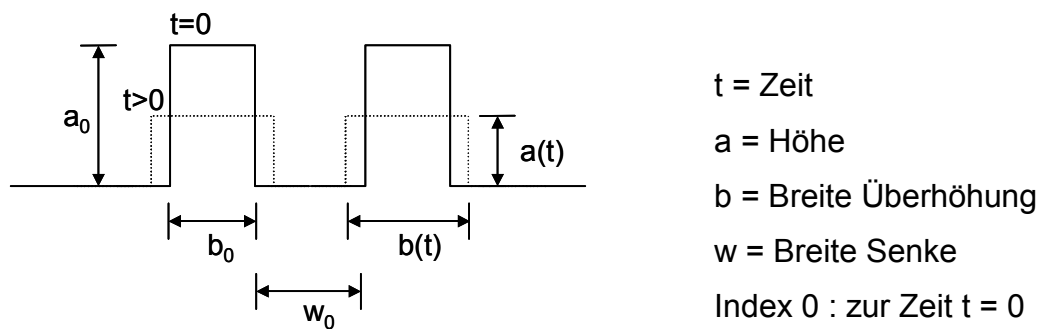 t=0
t>0
a₀
a(t)
b₀
b(t)
w₀
t = Zeit
a = Höhe
b = Breite Überhöhung
w = Breite Senke
Index 0 : zur Zeit t = 0